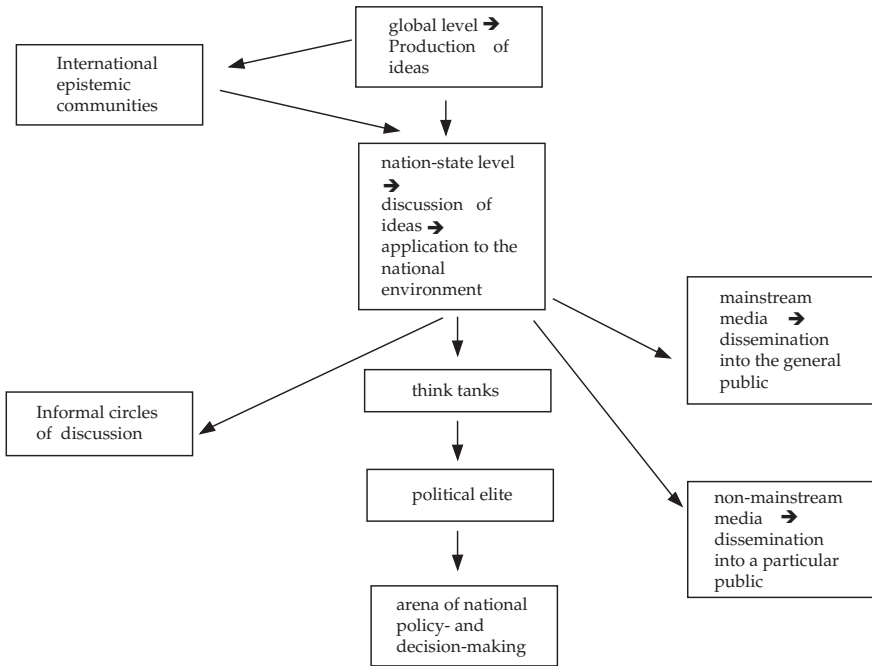 global level ➔
Production of
ideas
International
epistemic
communities
nation-state level
➔
discussion of
ideas ➔
application to the
national
environment
mainstream
media ➔
dissemination
into the general
public
think tanks
Informal circles
of discussion
political elite
non-mainstream
media ➔
dissemination
into a particular
public
arena of national
policy- and
decision-making